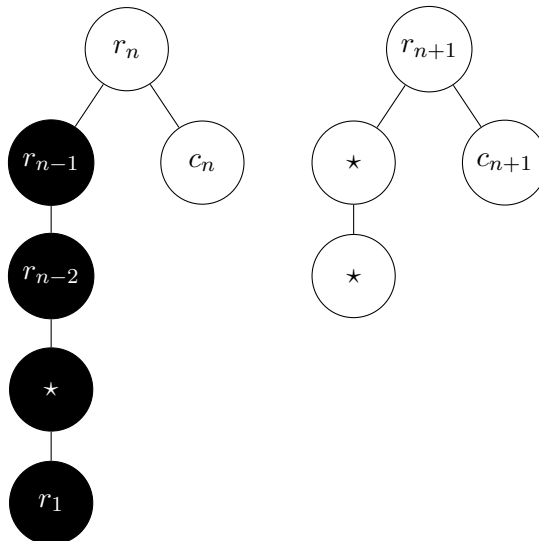 r_n r_{n+1}
r_{n-1} c_n ⋆ c_{n+1}
r_{n-2} ⋆
⋆
r_1